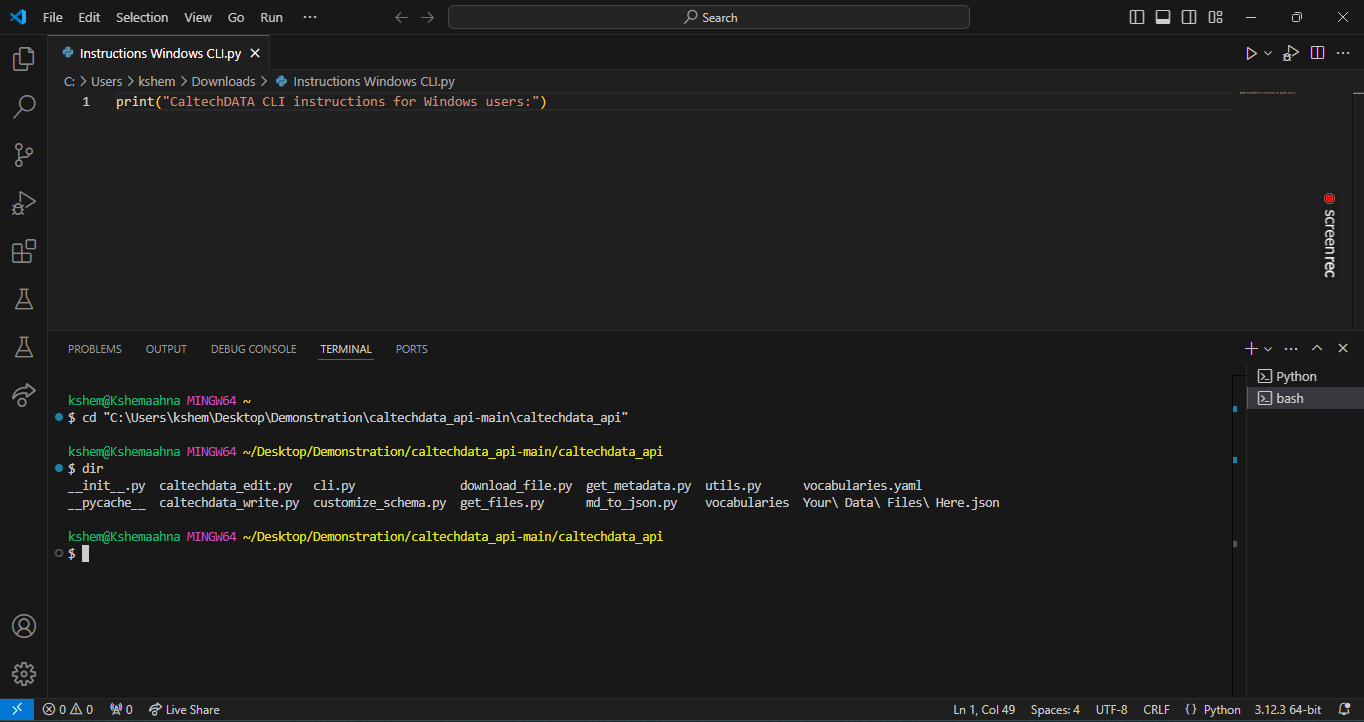 File Edit Selection View Go Run ··· Search
Instructions Windows CLI.py
C: > Users > kshem > Downloads > Instructions Windows CLI.py
1 print("CaltechDATA CLI instructions for Windows users:")
screenrec
PROBLEMS OUTPUT DEBUG CONSOLE TERMINAL PORTS
Python
bash
kshem@Kshemaahna MINGW64 ~
$ cd "C:\Users\kshem\Desktop\Demonstration\caltechdata_api-main\caltechdata_api"
kshem@Kshemaahna MINGW64 ~/Desktop/Demonstration/caltechdata_api-main/caltechdata_api
$ dir
__init__.py caltechdata_edit.py cli.py download_file.py get_metadata.py utils.py vocabularies.yaml
__pycache__ caltechdata_write.py customize_schema.py get_files.py md_to_json.py vocabularies Your\ Data\ Files\ Here.json
kshem@Kshemaahna MINGW64 ~/Desktop/Demonstration/caltechdata_api-main/caltechdata_api
$
0 0 0 Live Share Ln 1, Col 49 Spaces: 4 UTF-8 CRLF {} Python 3.12.3 64-bit